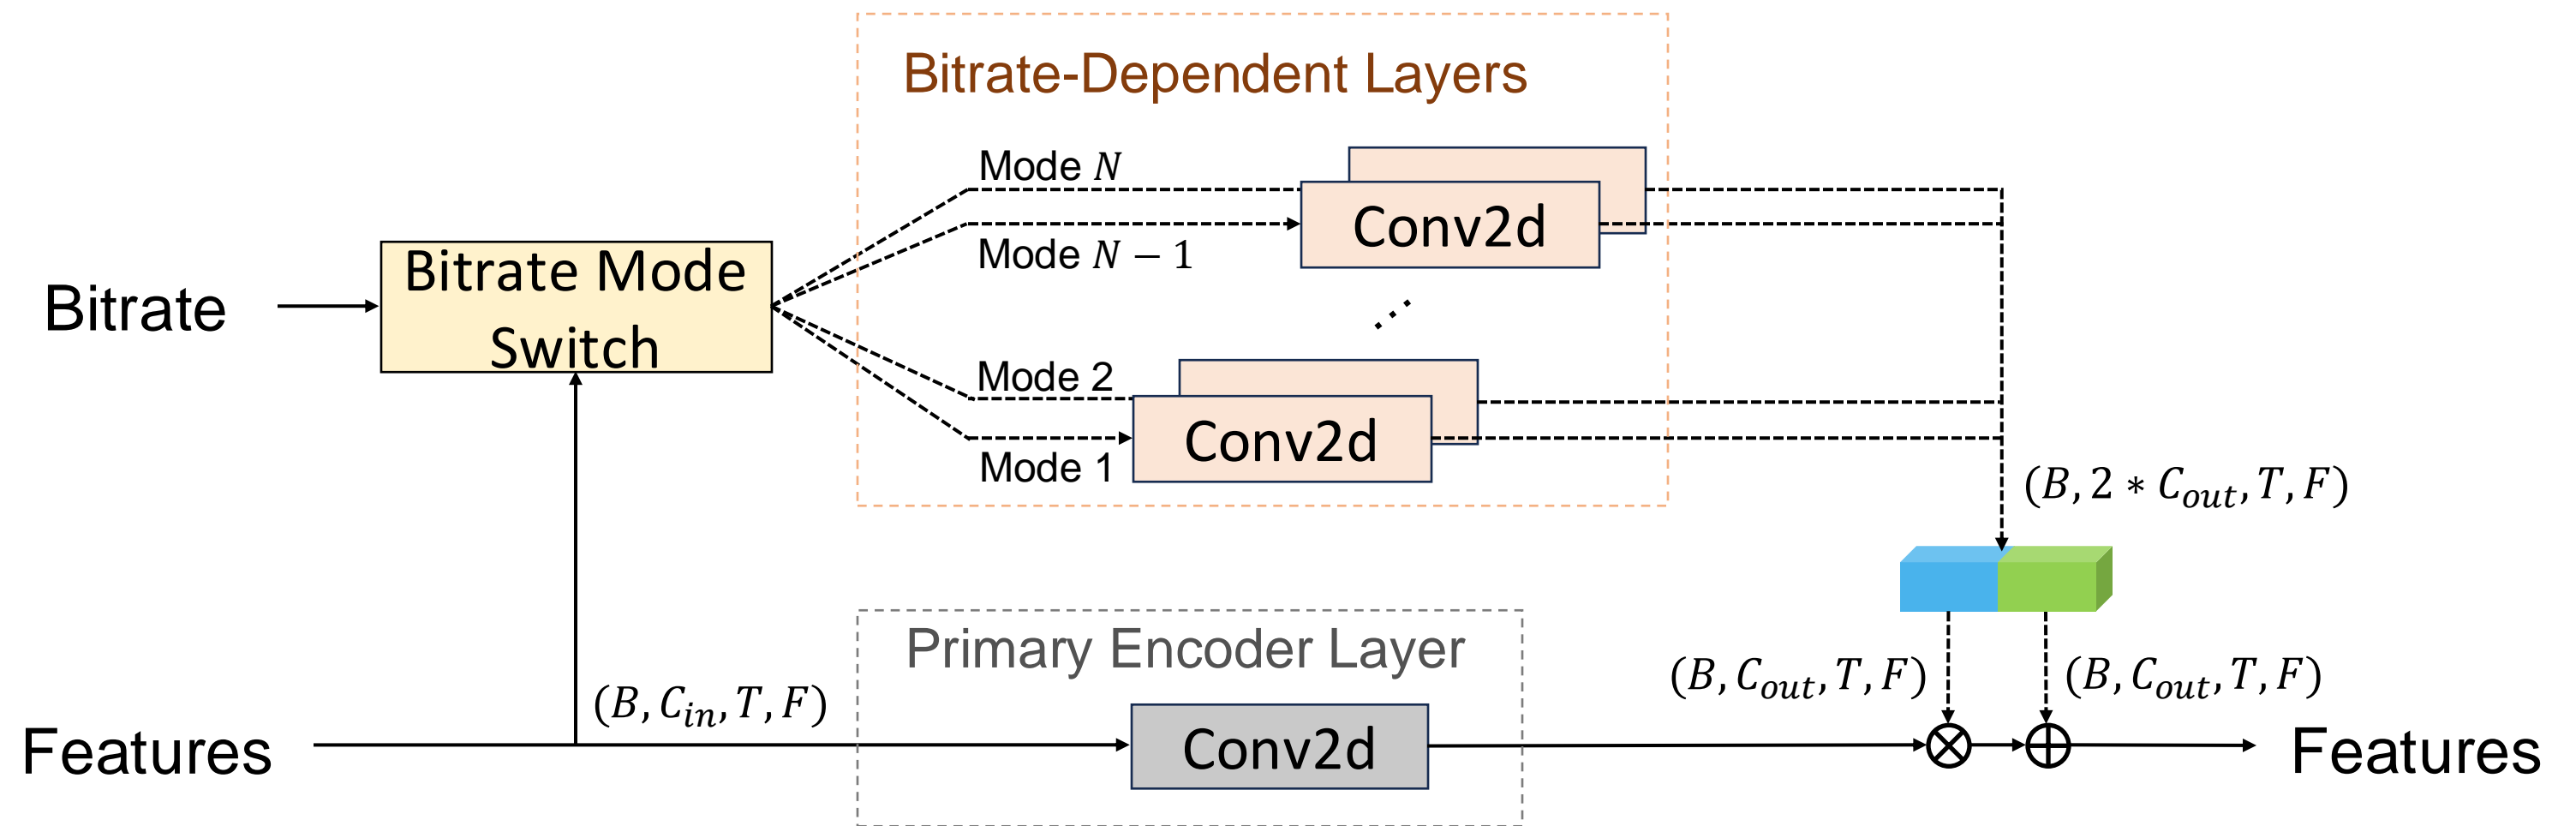 Bitrate-Dependent Layers
Mode N
Conv2d
Mode N − 1
Bitrate Mode
Switch
Bitrate
⋰
Mode 2
Conv2d
Mode 1
(B, 2 * C_out, T, F)
Primary Encoder Layer
(B, C_in, T, F)
(B, C_out, T, F)
(B, C_out, T, F)
Features
Conv2d
Features